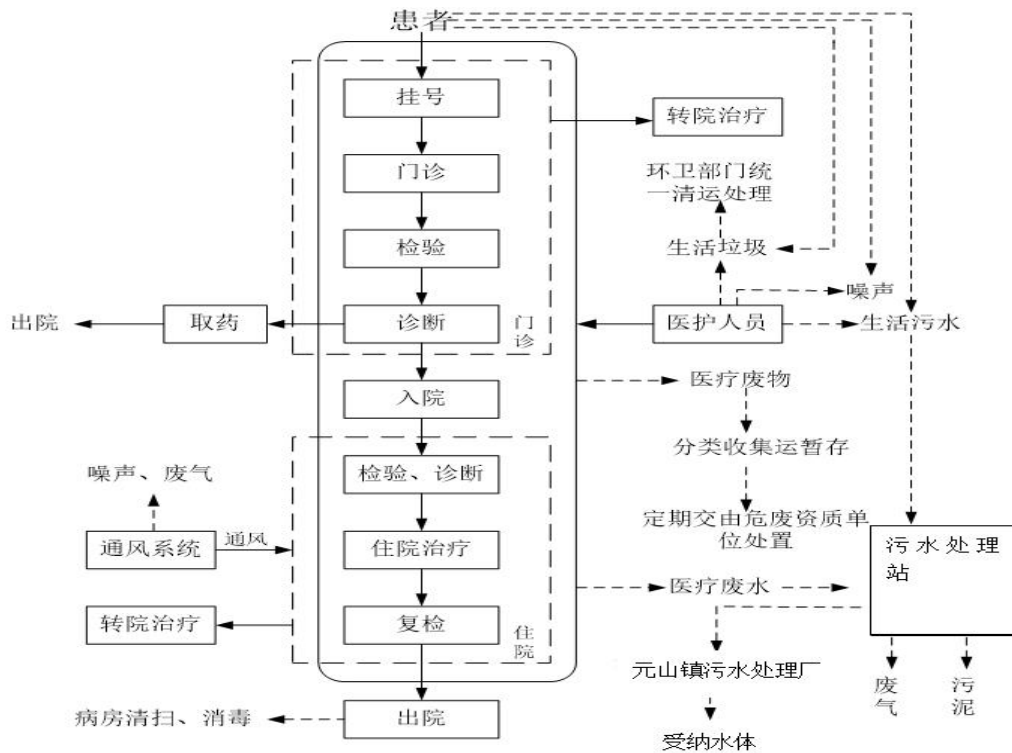 患者
挂号
转院治疗
门诊
环卫部门统
一清运处理
检验
生活垃圾
噪声
出院
取药
诊断
门
诊
医护人员
生活污水
入院
医疗废物
分类收集运暂存
检验、诊断
噪声、废气
定期交由危废资质单
位处置
污水处理
站
通风系统
通风
住院治疗
医疗废水
转院治疗
复检
住
院
元山镇污水处理厂
废
气
污
泥
病房清扫、消毒
出院
受纳水体